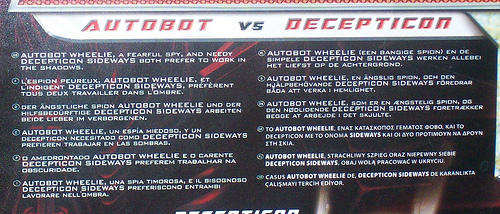 AUTOBOT VS DECEPTICON
AUTOBOT WHEELIE, A FEARFUL SPY, AND NEEDY
DECEPTICON SIDEWAYS BOTH PREFER TO WORK IN
THE SHADOWS.
L'ESPION PEUREUX, AUTOBOT WHEELIE, ET
L'INDIGENT DECEPTICON SIDEWAYS, PRÉFÈRENT
TOUS DEUX TRAVAILLER DANS L'OMBRE.
DER ÄNGSTLICHE SPION AUTOBOT WHEELIE UND DER
HILFSBEDÜRFTIGE DECEPTICON SIDEWAYS ARBEITEN
BEIDE LIEBER IM VERBORGENEN.
AUTOBOT WHEELIE, UN ESPÍA MIEDOSO, Y UN
DECEPTICON NECESITADO COMO DECEPTICON SIDEWAYS
PREFIEREN TRABAJAR EN LAS SOMBRAS.
O AMEDRONTADO AUTOBOT WHEELIE E O CARENTE
DECEPTICON SIDEWAYS PREFEREM TRABALHAR NA
OBSCURIDADE.
AUTOBOT WHEELIE, UNA SPIA TIMOROSA, E IL BISOGNOSO
DECEPTICON SIDEWAYS PREFERISCONO ENTRAMBI
LAVORARE NELL'OMBRA.
AUTOBOT WHEELIE (EEN BANGIGE SPION) EN DE
SIMPELE DECEPTICON SIDEWAYS WERKEN ALLEBEI
HET LIEFST OP DE ACHTERGROND.
AUTOBOT WHEELIE, EN ÄNGSLIG SPION, OCH DEN
HJÄLPBEHÖVANDE DECEPTICON SIDEWAYS FÖREDRAR
BÅDA ATT VERKA I HEMLIGHET.
AUTOBOT WHEELIE, SOM ER EN ÆNGSTELIG SPION, OG
DEN NØDLIDENDE DECEPTICON SIDEWAYS FORETRÆKKER
BEGGE AT ARBEJDE I DET SKJULTE.
ΤΟ AUTOBOT WHEELIE, ΕΝΑΣ ΚΑΤΑΣΚΟΠΟΣ ΓΕΜΑΤΟΣ ΦΟΒΟ, ΚΑΙ ΤΟ
DECEPTICON ΜΕ ΤΟ ΟΝΟΜΑ SIDEWAYS ΚΑΙ ΟΙ ΔΥΟ ΠΡΟΤΙΜΟΥΝ ΝΑ ΔΡΟΥΝ
ΣΤΗ ΣΚΙΑ.
AUTOBOT WHEELIE, STRACHLIWY SZPIEG ORAZ NIEPEWNY SIEBIE
DECEPTICON SIDEWAYS, OBAJ WOLĄ PRACOWAĆ W UKRYCIU.
CASUS AUTOBOT WHEELIE DE, DECEPTICON SIDEWAYS DE KARANLIKTA
ÇALIŞMAYI TERCİH EDİYOR.
DECEPTICON